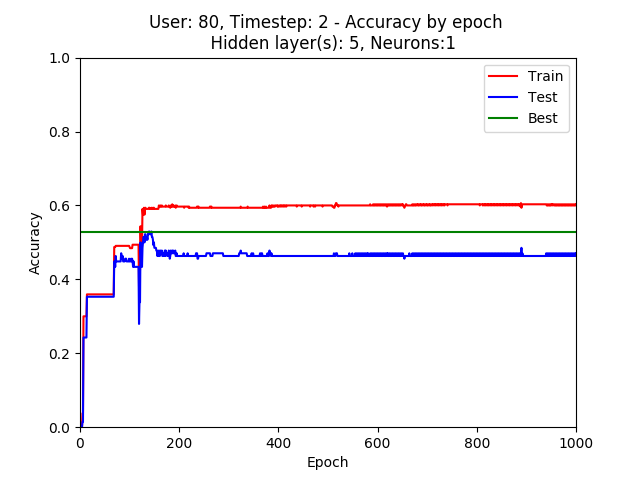 User: 80, Timestep: 2 - Accuracy by epoch
Hidden layer(s): 5, Neurons:1
Train
Test
Best
1.0
0.8
0.6
0.4
0.2
0.0
Accuracy
0
200
400
600
800
1000
Epoch